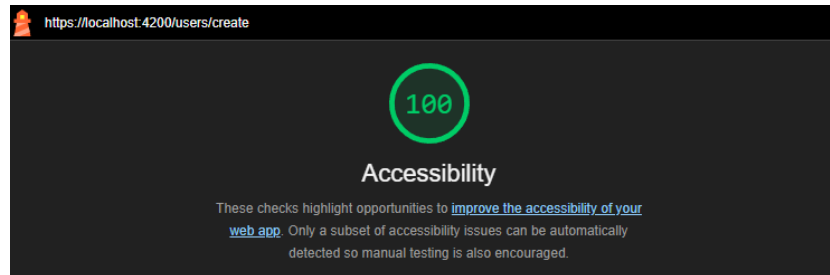 https://localhost:4200/users/create
100
Accessibility
These checks highlight opportunities to improve the accessibility of your
web app. Only a subset of accessibility issues can be automatically
detected so manual testing is also encouraged.